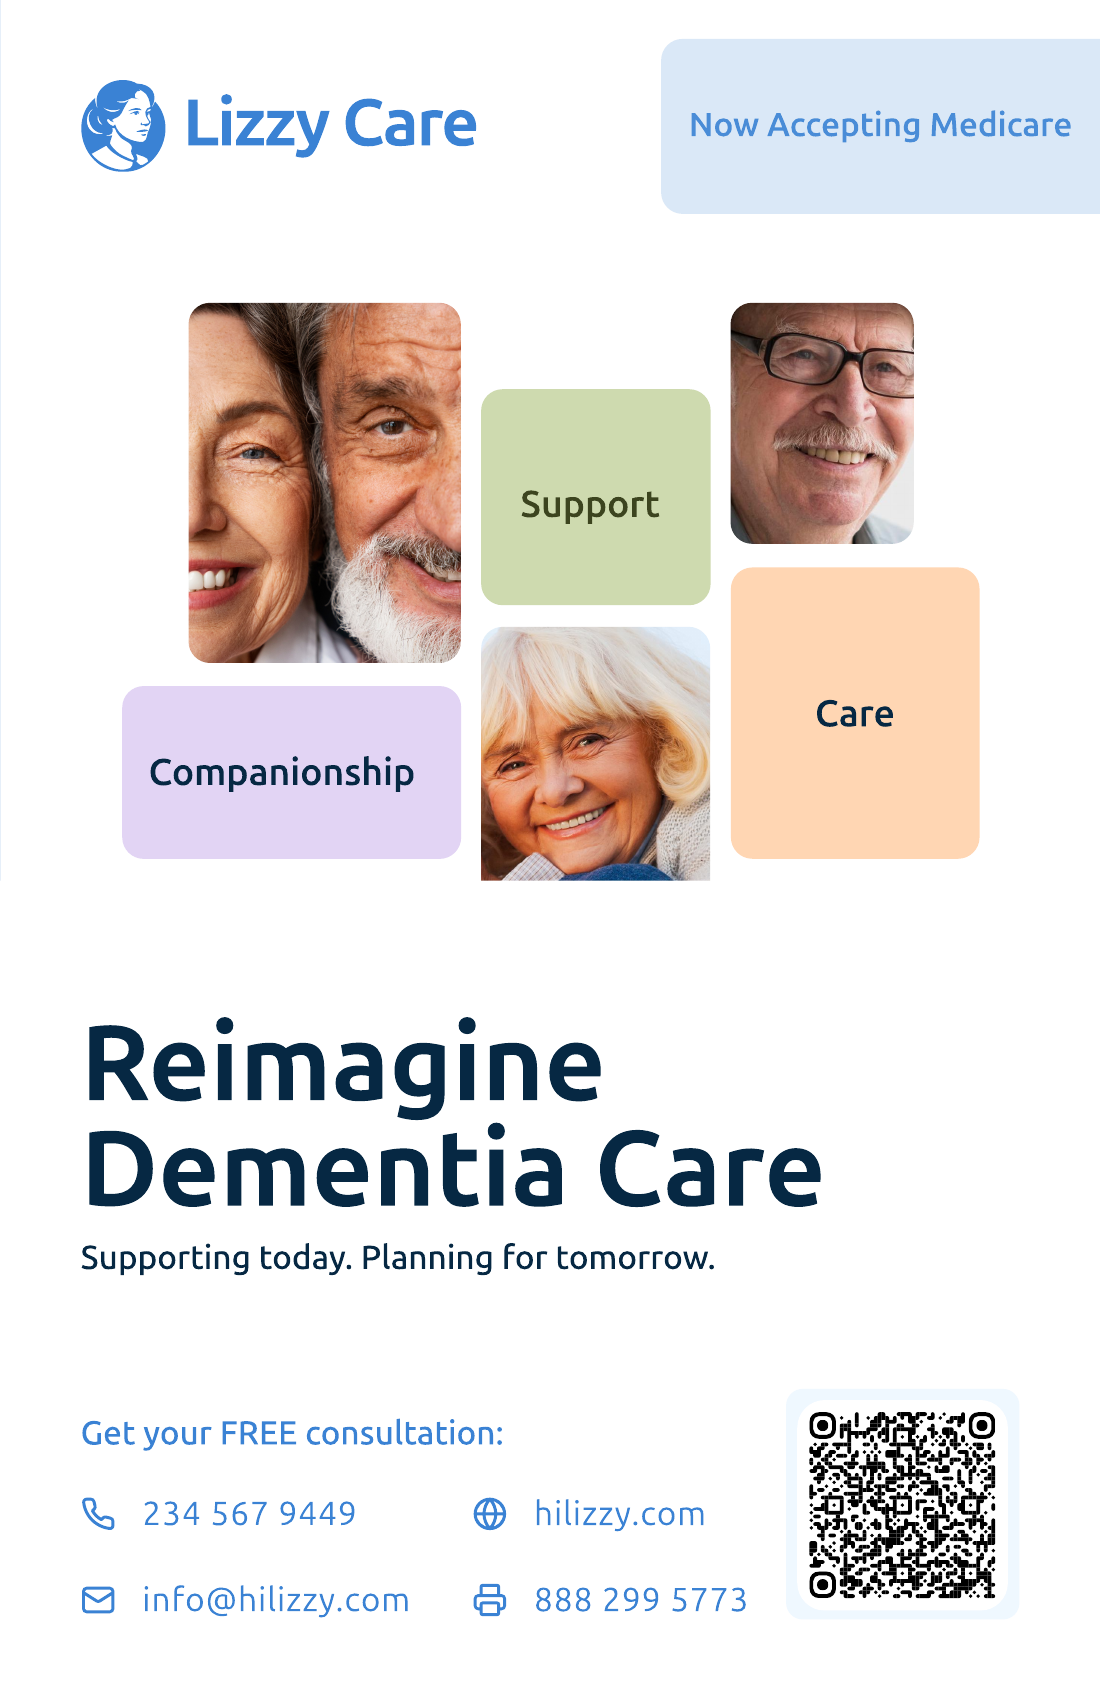 Lizzy Care
Now Accepting Medicare
Support
Care
Companionship
Reimagine
Dementia Care
Supporting today. Planning for tomorrow.
Get your FREE consultation:
234 567 9449
hilizzy.com
info@hilizzy.com
888 299 5773